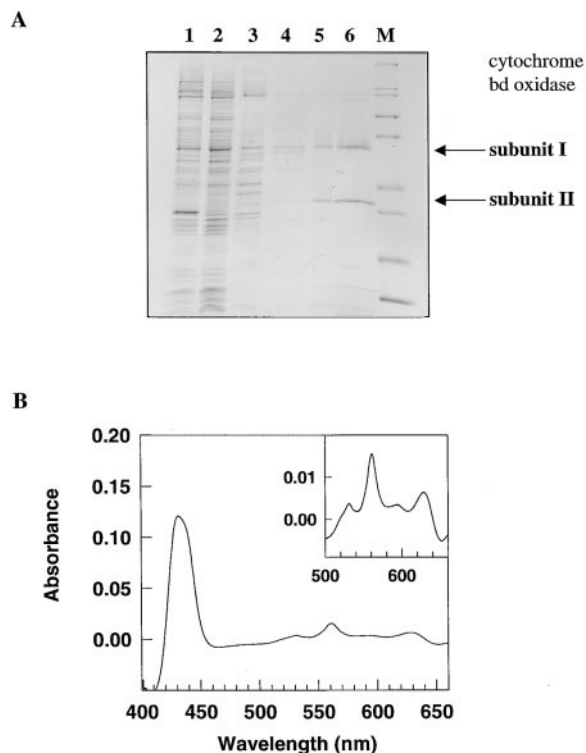 A
1 2 3 4 5 6 M
cytochrome
bd oxidase
subunit I
subunit II
B
0.20
0.15
0.10
0.05
0.00
Absorbance
0.01
0.00
500 600
400 450 500 550 600 650
Wavelength (nm)